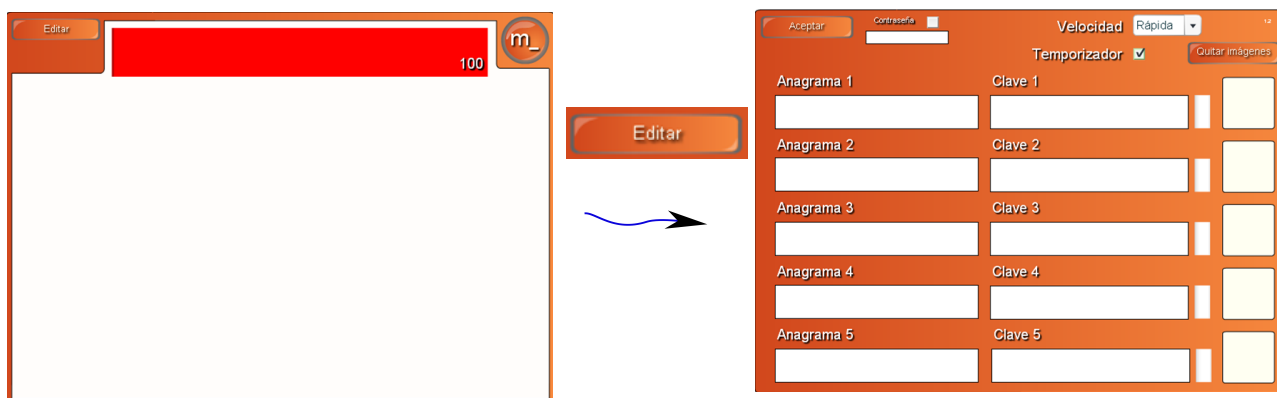 Editar
m_
100
Editar
Aceptar
Contraseña
Velocidad Rápida
12
Temporizador
Quitar imágenes
Anagrama 1 Clave 1
Anagrama 2 Clave 2
Anagrama 3 Clave 3
Anagrama 4 Clave 4
Anagrama 5 Clave 5